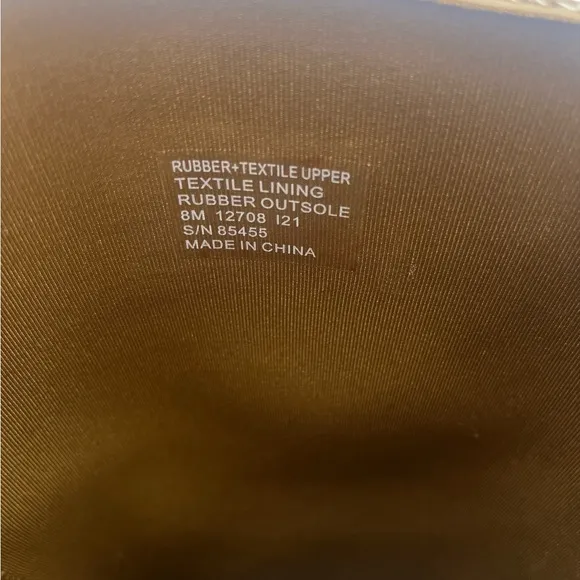 RUBBER+TEXTILE UPPER
TEXTILE LINING
RUBBER OUTSOLE
8M 12708 I21
S/N 85455
MADE IN CHINA